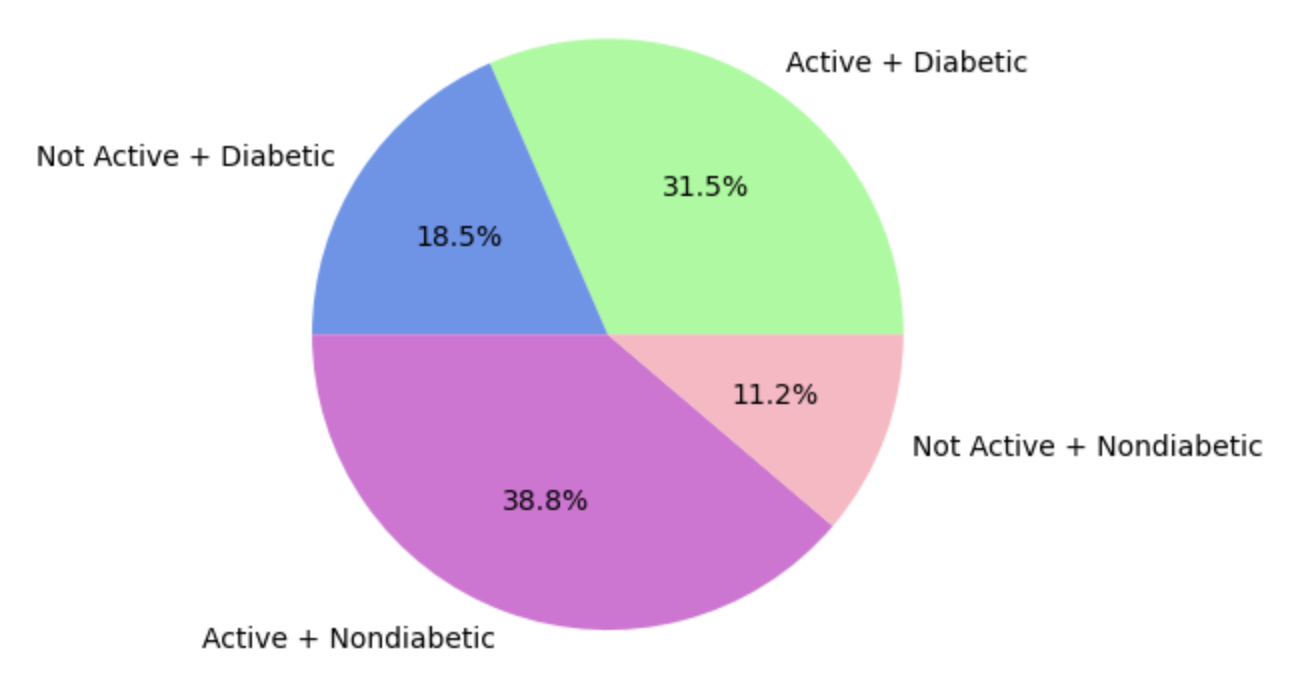 Active + Diabetic
Not Active + Diabetic
31.5%
18.5%
11.2%
Not Active + Nondiabetic
38.8%
Active + Nondiabetic